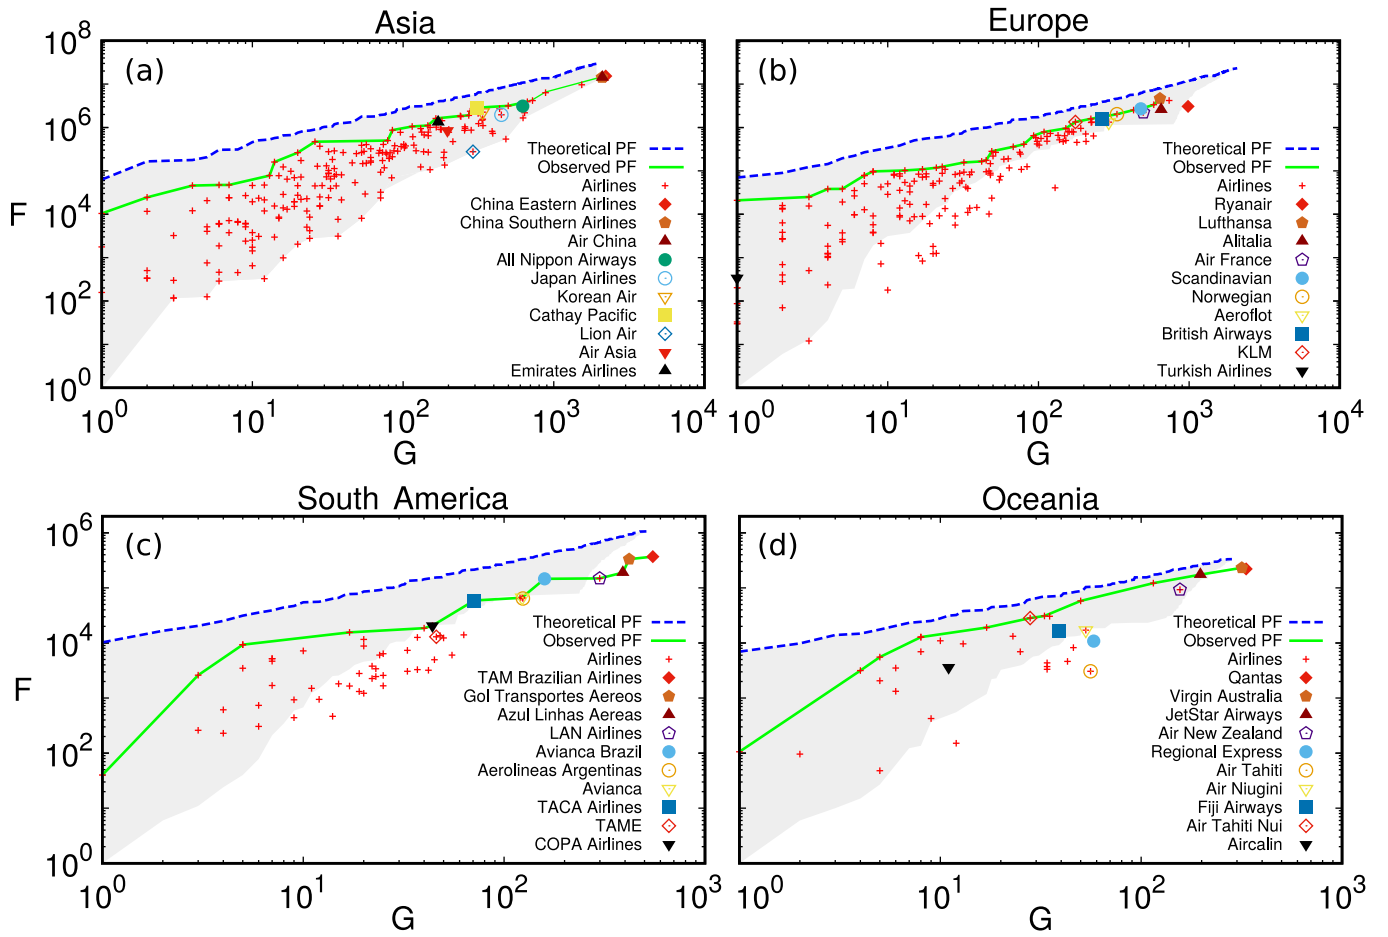 Asia
(a)
10^8
10^6
10^4
10^2
10^0
F
10^0 10^1 10^2 10^3 10^4
G
Theoretical PF
Observed PF
Airlines
China Eastern Airlines
China Southern Airlines
Air China
All Nippon Airways
Japan Airlines
Korean Air
Cathay Pacific
Lion Air
Air Asia
Emirates Airlines
Europe
(b)
Theoretical PF
Observed PF
Airlines
Ryanair
Lufthansa
Alitalia
Air France
Scandinavian
Norwegian
Aeroflot
British Airways
KLM
Turkish Airlines
10^0 10^1 10^2 10^3 10^4
G
South America
(c)
10^6
10^4
10^2
10^0
F
Theoretical PF
Observed PF
Airlines
TAM Brazilian Airlines
Gol Transportes Aereos
Azul Linhas Aereas
LAN Airlines
Avianca Brazil
Aerolineas Argentinas
Avianca
TACA Airlines
TAME
COPA Airlines
10^0 10^1 10^2 10^3
G
Oceania
(d)
Theoretical PF
Observed PF
Airlines
Qantas
Virgin Australia
JetStar Airways
Air New Zealand
Regional Express
Air Tahiti
Air Niugini
Fiji Airways
Air Tahiti Nui
Aircalin
10^0 10^1 10^2 10^3
G